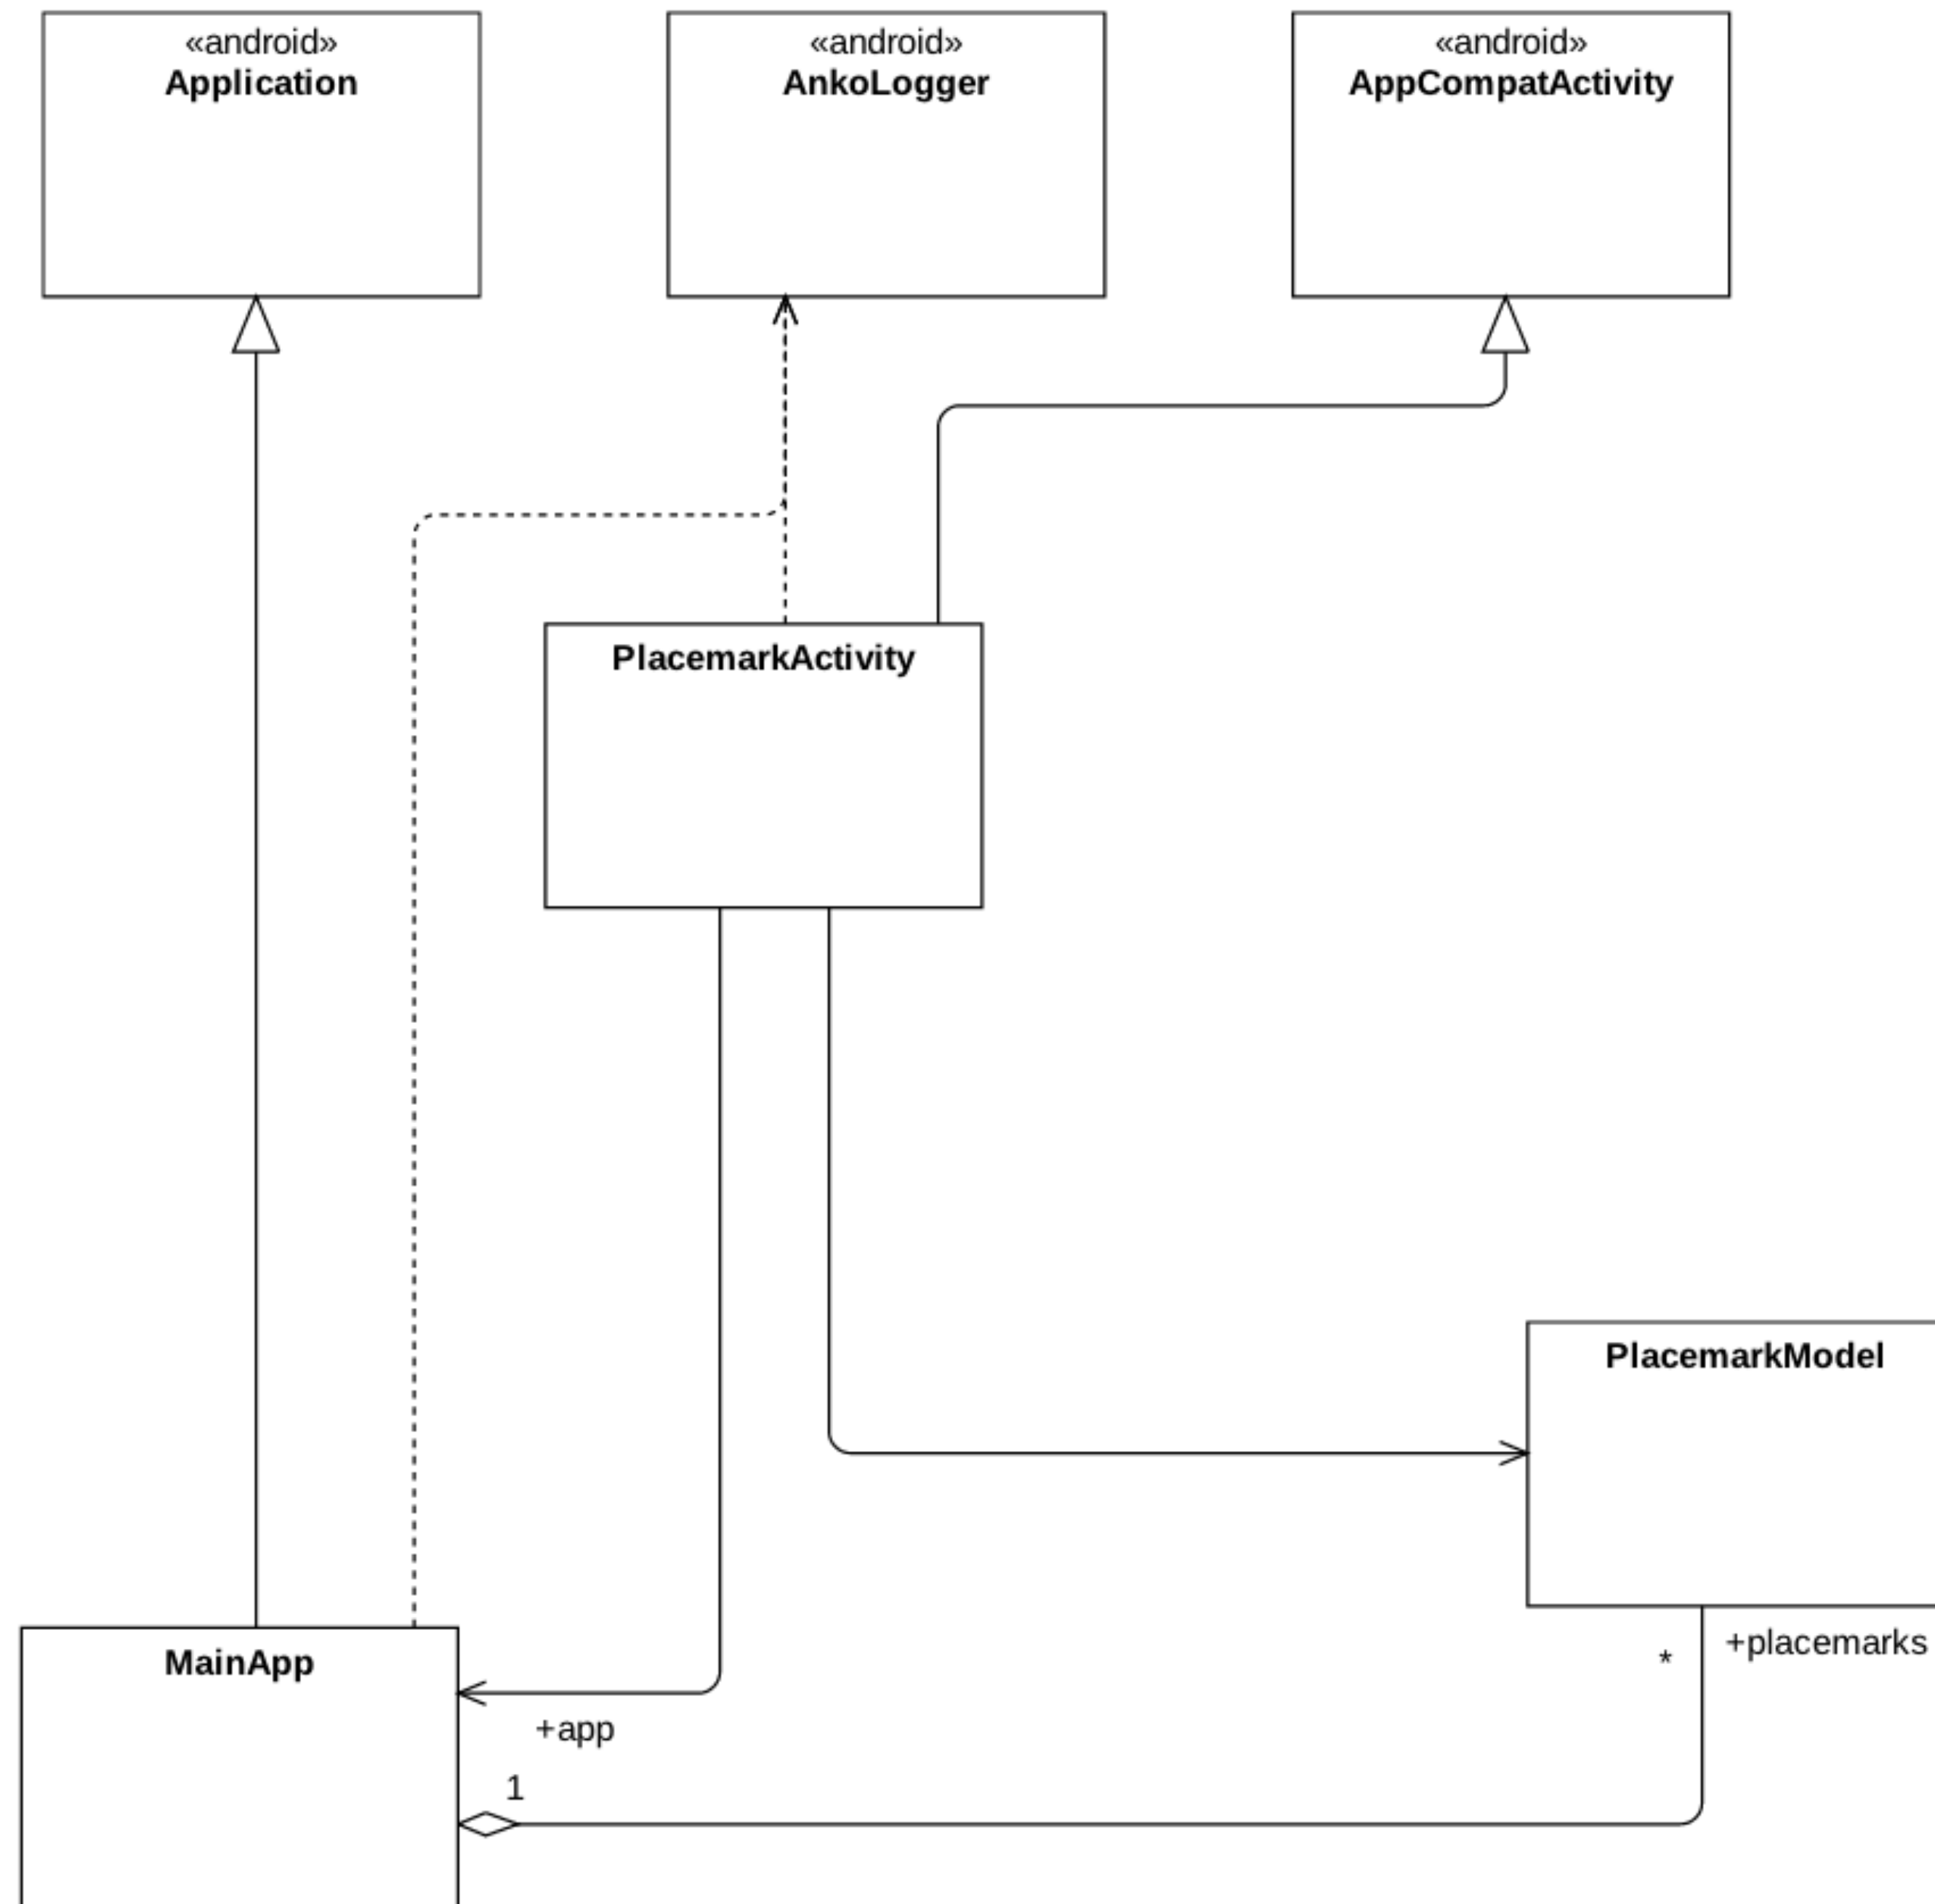 «android»
Application
«android»
AnkoLogger
«android»
AppCompatActivity
PlacemarkActivity
PlacemarkModel
+placemarks
*
MainApp
+app
1